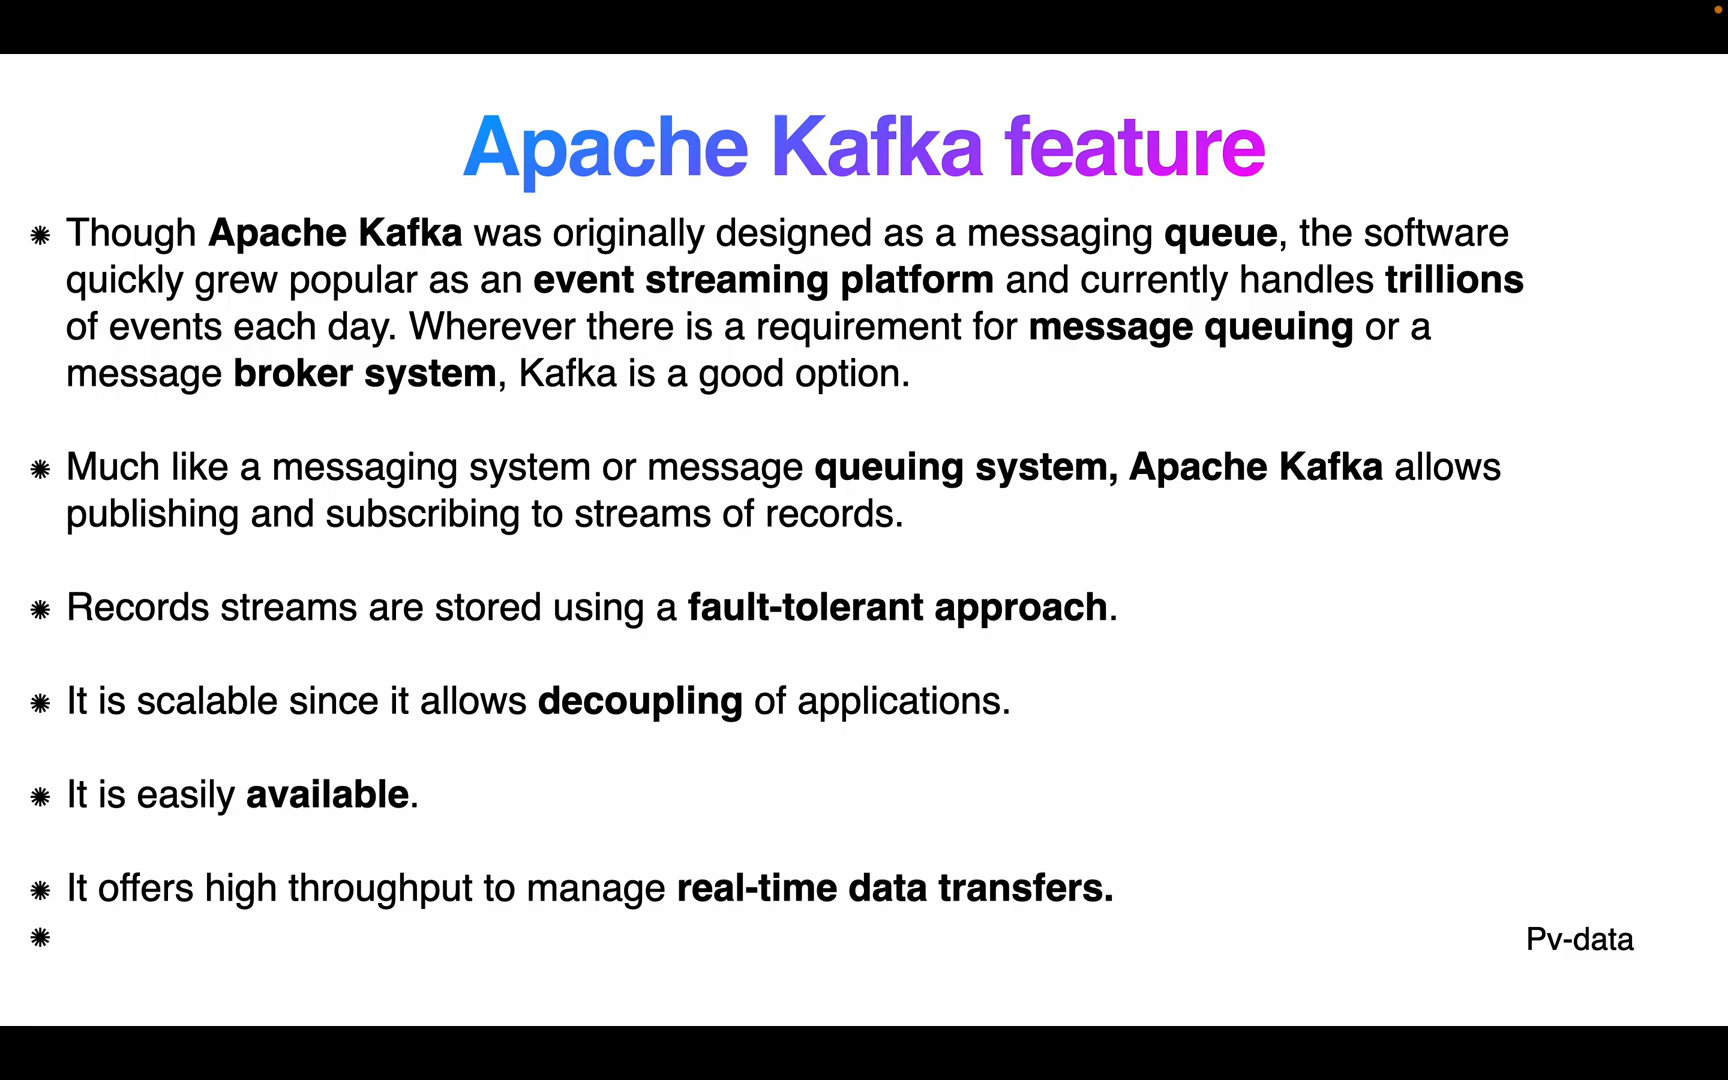 Apache Kafka feature
Though Apache Kafka was originally designed as a messaging queue, the software
quickly grew popular as an event streaming platform and currently handles trillions
of events each day. Wherever there is a requirement for message queuing or a
message broker system, Kafka is a good option.
Much like a messaging system or message queuing system, Apache Kafka allows
publishing and subscribing to streams of records.
Records streams are stored using a fault-tolerant approach.
It is scalable since it allows decoupling of applications.
It is easily available.
It offers high throughput to manage real-time data transfers.
Pv-data